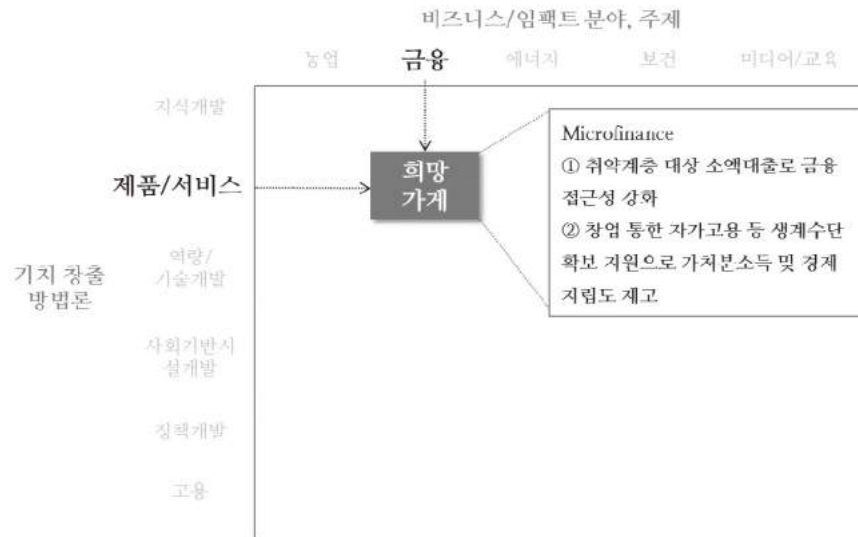 비즈니스/임팩트 분야, 주제
농업 금융 에너지 보건 미디어/교육
지식개발
제품/서비스
역량/
기술개발
가치 창출
방법론
사회기반시
설개발
정책개발
고용
희망
가게
Microfinance
① 취약계층 대상 소액대출로 금융
접근성 강화
② 창업 통한 자가고용 등 생계수단
확보 지원으로 가처분소득 및 경제
자립도 재고